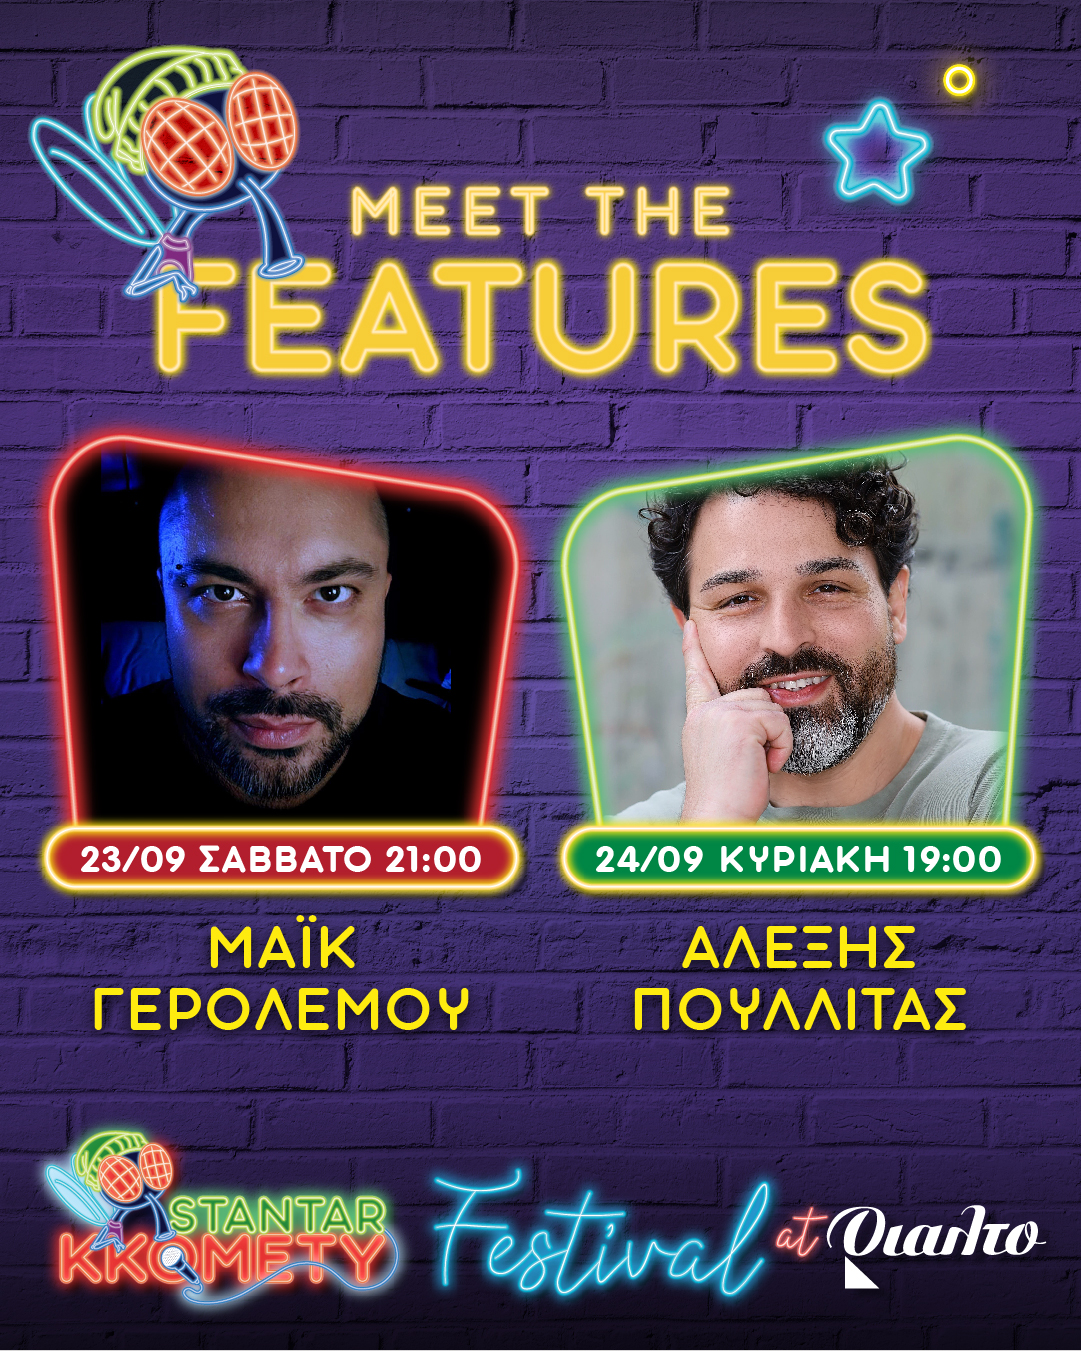 MEET THE
FEATURES
23/09 ΣΑΒΒΑΤΟ 21:00
24/09 ΚΥΡΙΑΚΗ 19:00
ΜΑΪΚ
ΓΕΡΟΛΕΜΟΥ
ΑΛΕΞΗΣ
ΠΟΥΛΛΙΤΑΣ
STANTAR
KKOMETY
Festival at Ριαλτο